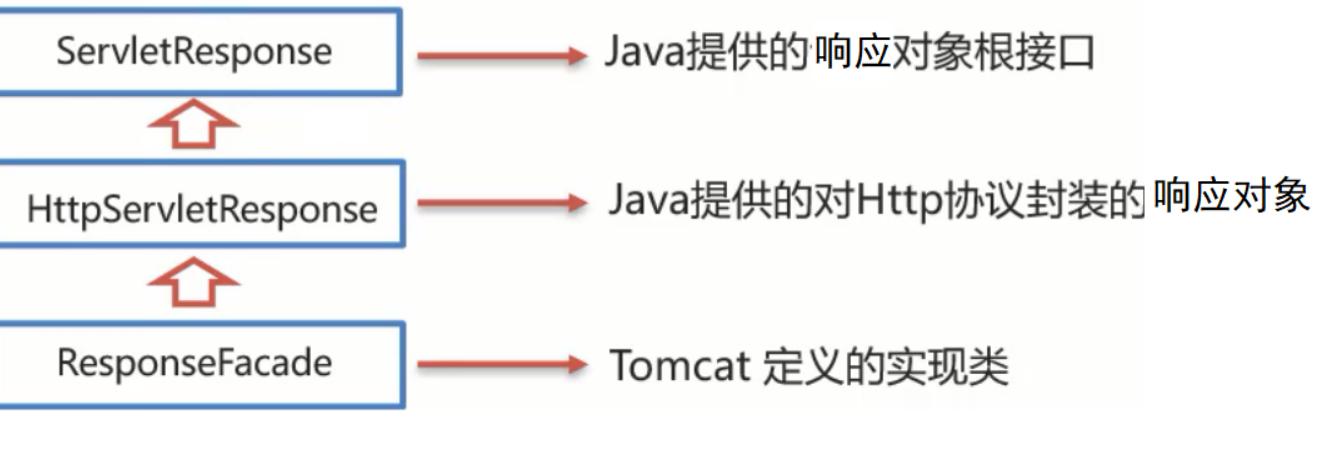 ServletResponse Java提供的响应对象根接口
HttpServletResponse Java提供的对Http协议封装的响应对象
ResponseFacade Tomcat 定义的实现类